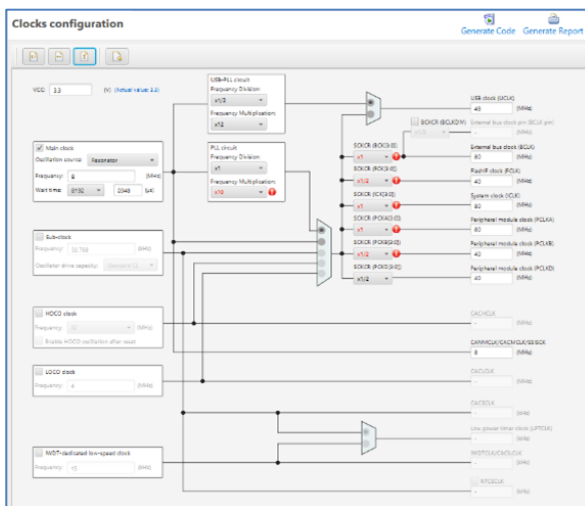 Clocks configuration
Generate Code Generate Report
VCC: 3.3 (V) (Actual value 3.3)
USB-PLL circuit
Frequency Division:
x1/2
Frequency Multiplication:
x12
PLL circuit
Frequency Division:
x1
Frequency Multiplication:
x10
Main clock
Oscillation source: Resonator
Frequency: 8 (MHz)
Wait time: 8192 2048 (μs)
Sub-clock
Frequency: 32.768 (kHz)
Oscillator drive capacity:
HOCO clock
Frequency: (MHz)
Enable HOCO oscillation after reset
LOCO clock
Frequency: 4 (MHz)
IWDT-dedicated low-speed clock
Frequency: 15 (kHz)
SCKCR (BCLKDIV)
SCKCR (BCK[3:0])
x1
SCKCR (FCK[3:0])
x1/2
SCKCR (ICK[3:0])
x1
SCKCR (PCKA[3:0])
x1
SCKCR (PCKB[3:0])
x1/2
SCKCR (PCKD[3:0])
x1/2
USB clock (UCLK)
48 (MHz)
External bus clock pin (BCLK pin)
- (MHz)
External bus clock (BCLK)
80 (MHz)
FlashIF clock (FCLK)
40 (MHz)
System clock (ICLK)
80 (MHz)
Peripheral module clock (PCLKA)
80 (MHz)
Peripheral module clock (PCLKB)
40 (MHz)
Peripheral module clock (PCLKD)
40 (MHz)
CACHCLK
- (MHz)
8 (MHz)
CACLCLK
- (MHz)
CACSCLK
- (MHz)
Low power timer clock (LPTCLK)
- (MHz)
IWDTCLK/CACILCLK
- (MHz)
RTCSCLK
- (MHz)